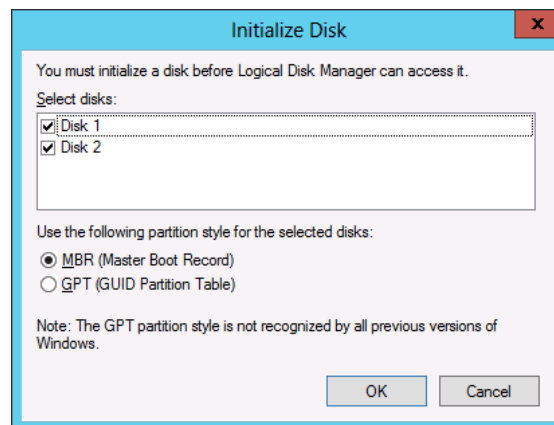 Initialize Disk
x
You must initialize a disk before Logical Disk Manager can access it.
Select disks:
Disk 1
Disk 2
Use the following partition style for the selected disks:
MBR (Master Boot Record)
GPT (GUID Partition Table)
Note: The GPT partition style is not recognized by all previous versions of
Windows.
OK Cancel